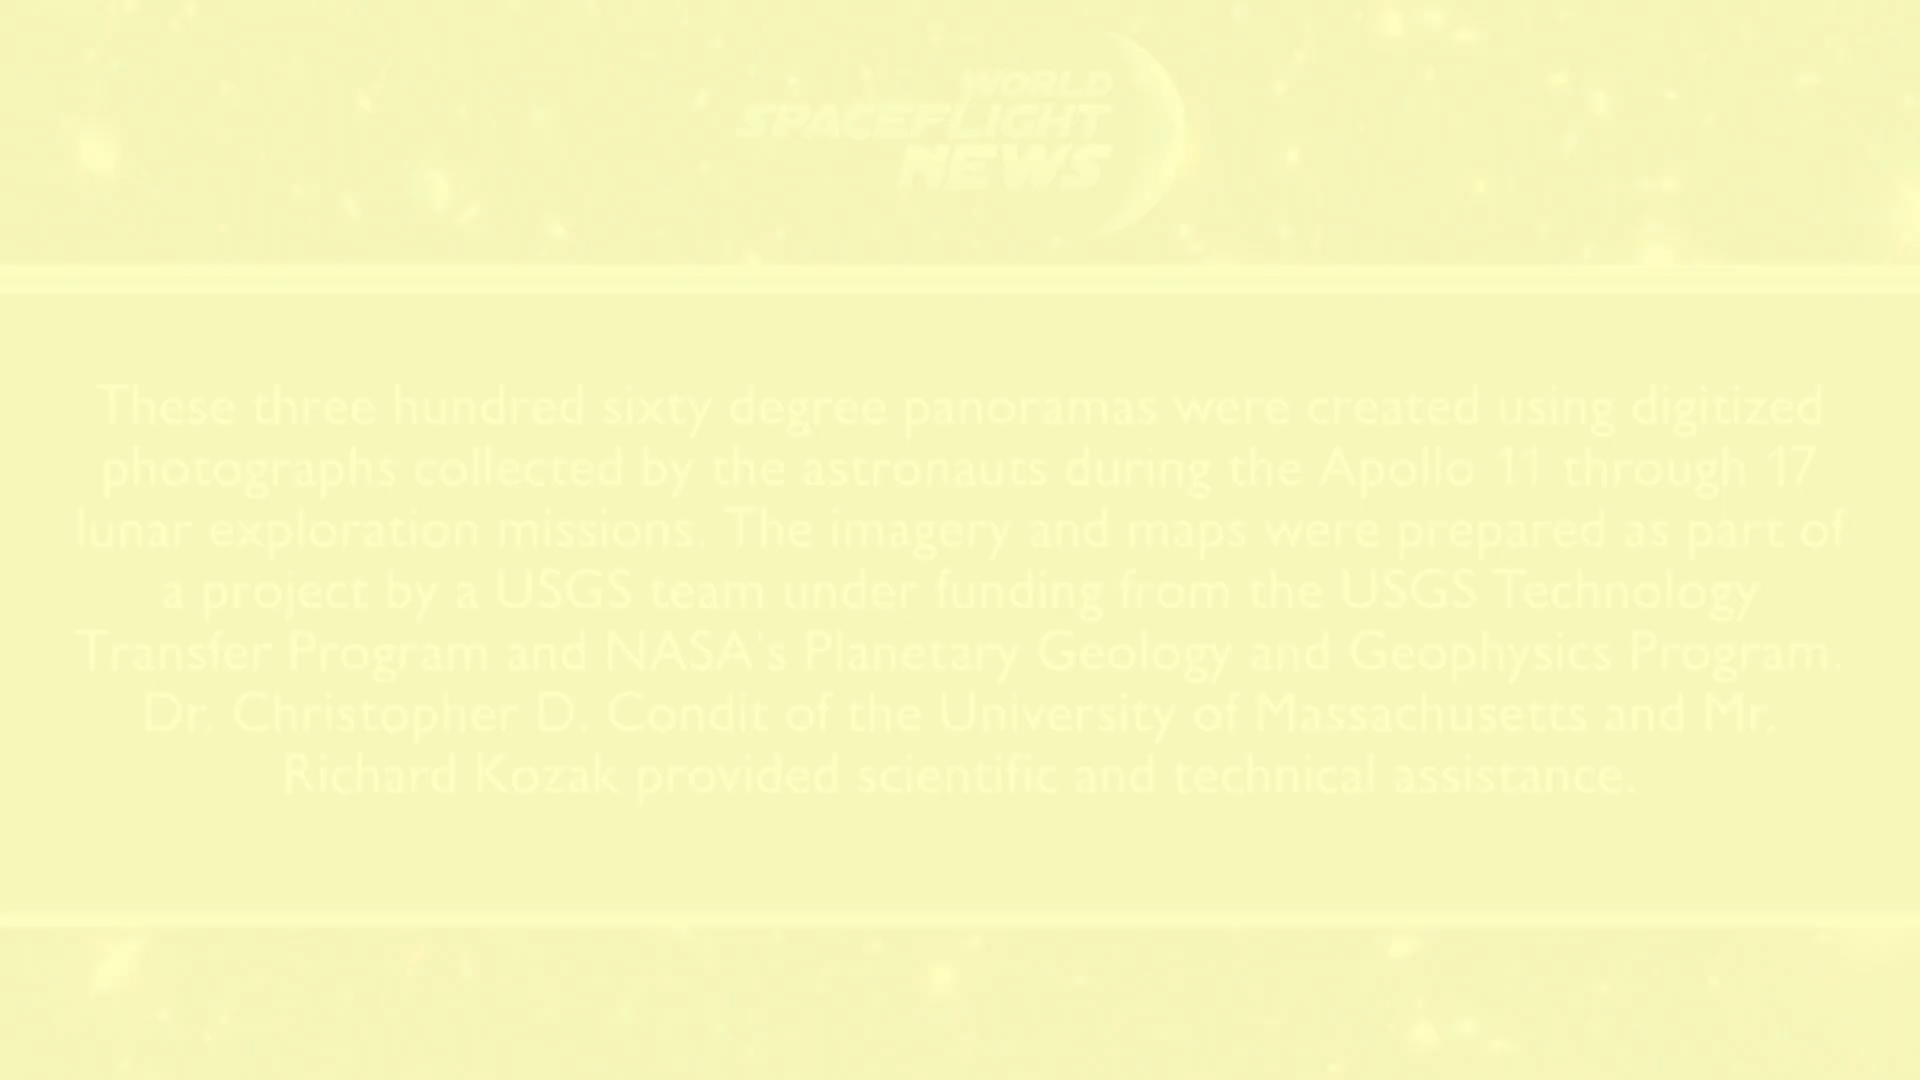 WORLD
SPACEFLIGHT
NEWS
These three hundred sixty degree panoramas were created using digitized
photographs collected by the astronauts during the Apollo 11 through 17
lunar exploration missions. The imagery and maps were prepared as part of
a project by a USGS team under funding from the USGS Technology
Transfer Program and NASA's Planetary Geology and Geophysics Program.
Dr. Christopher D. Condit of the University of Massachusetts and Mr.
Richard Kozak provided scientific and technical assistance.